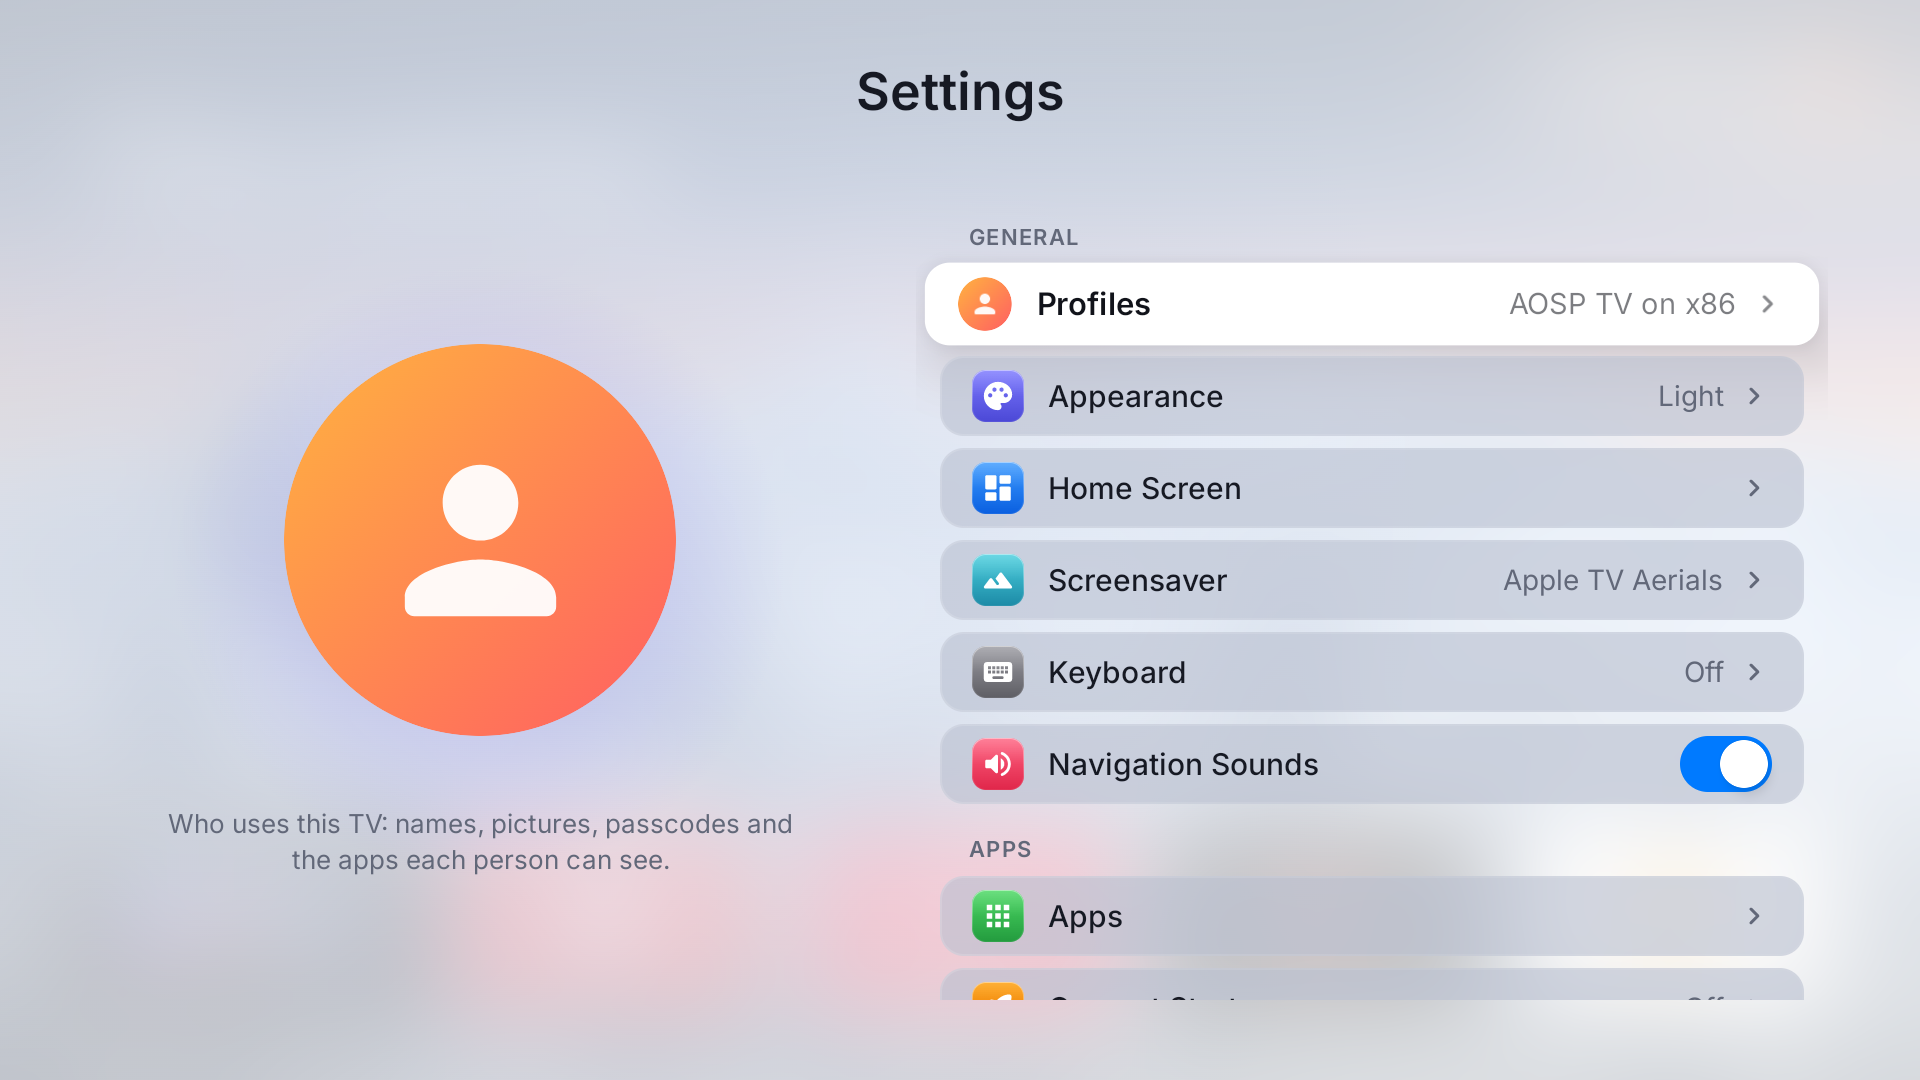 Settings
GENERAL
Profiles
AOSP TV on x86
Appearance
Light
Home Screen
Screensaver
Apple TV Aerials
Keyboard
Off
Navigation Sounds
Who uses this TV: names, pictures, passcodes and
the apps each person can see.
APPS
Apps